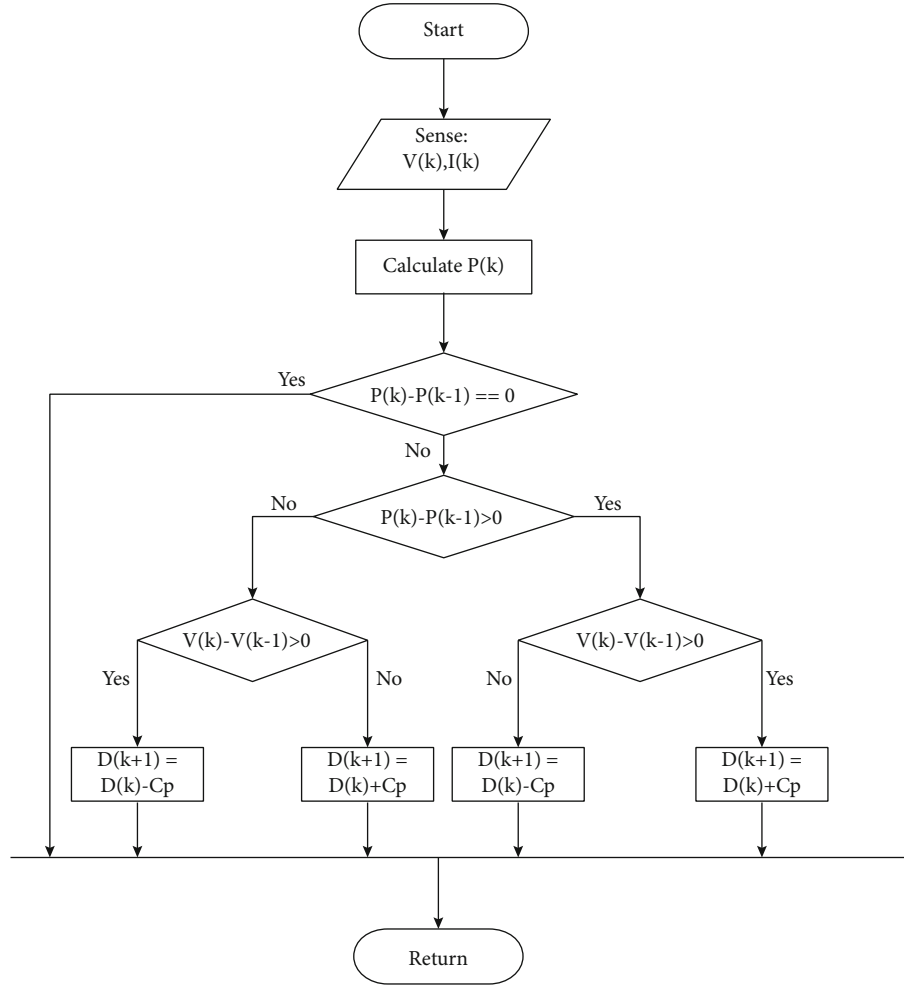 Start
Sense:
V(k),I(k)
Calculate P(k)
Yes
P(k)-P(k-1) == 0
No
No
P(k)-P(k-1)>0
Yes
V(k)-V(k-1)>0
V(k)-V(k-1)>0
Yes
No
No
Yes
D(k+1) =
D(k)-Cp
D(k+1) =
D(k)+Cp
D(k+1) =
D(k)-Cp
D(k+1) =
D(k)+Cp
Return